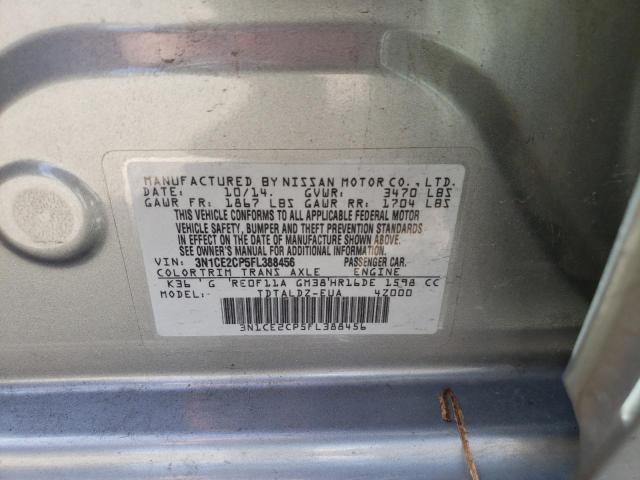 MANUFACTURED BY NISSAN MOTOR CO., LTD.
DATE: 10/14. GVWR: 3470 LBS
GAWR FR: 1867 LBS GAWR RR: 1704 LBS
THIS VEHICLE CONFORMS TO ALL APPLICABLE FEDERAL MOTOR
VEHICLE SAFETY, BUMPER AND THEFT PREVENTION STANDARDS
IN EFFECT ON THE DATE OF MANUFACTURE SHOWN ABOVE.
SEE OWNER'S MANUAL FOR ADDITIONAL INFORMATION.
VIN: 3N1CE2CP5FL388456 PASSENGER CAR.
COLOR TRIM TRANS AXLE ENGINE
K36 ' G 'RE0F11A GM38'HR16DE 1598 CC
MODEL: TDTALDZ-EUA 4Z000
3N1CE2CP5FL388456